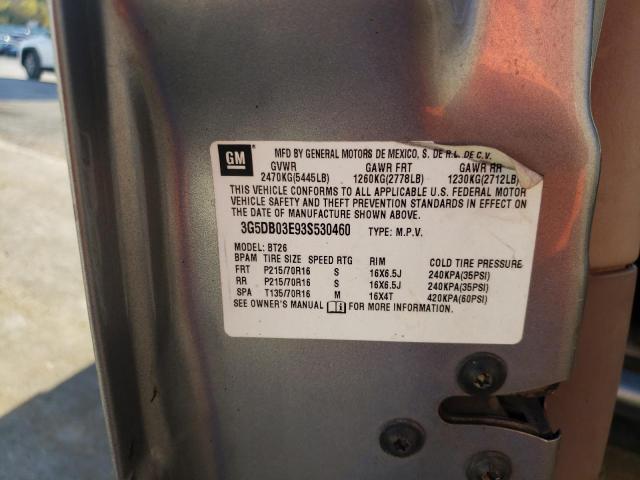 GM
MFD BY GENERAL MOTORS DE MEXICO, S. DE R.L. DE C.V.
GVWR GAWR FRT GAWR RR
2470KG(5445LB) 1260KG(2778LB) 1230KG(2712LB)
THIS VEHICLE CONFORMS TO ALL APPLICABLE U.S. FEDERAL MOTOR
VEHICLE SAFETY AND THEFT PREVENTION STANDARDS IN EFFECT ON
THE DATE OF MANUFACTURE SHOWN ABOVE.
3G5DB03E93S530460 TYPE: M.P.V.
MODEL: BT26
BPAM TIRE SIZE SPEED RTG RIM COLD TIRE PRESSURE
FRT P215/70R16 S 16X6.5J 240KPA(35PSI)
RR P215/70R16 S 16X6.5J 240KPA(35PSI)
SPA T135/70R16 M 16X4T 420KPA(60PSI)
SEE OWNER'S MANUAL FOR MORE INFORMATION.